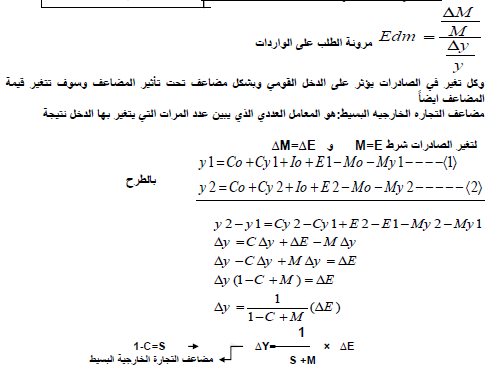 مرونة الطلب على الواردات Edm = (ΔM / M) / (Δy / y)
وكل تغير في الصادرات يؤثر على الدخل القومي وبشكل مضاعف تحت تأثير المضاعف وسوف تتغير قيمة
المضاعف ايضاً
مضاعف التجاره الخارجيه البسيط:هو المعامل العددي الذي يبين عدد المرات التي يتغير بها الدخل نتيجة
لتغير الصادرات شرط M=E و ΔM=ΔE
y1=Co+Cy1+Io+E1-Mo-My1----⟨1⟩
بالطرح
y2=Co+Cy2+Io+E2-Mo-My2-----⟨2⟩
y2-y1=Cy2-Cy1+E2-E1-My2-My1
Δy=CΔy+ΔE-MΔy
Δy-CΔy+MΔy=ΔE
Δy(1-C+M)=ΔE
Δy=1/(1-C+M)(ΔE)
1-C=S → ΔY= 1/(S+M) × ΔE
مضاعف التجارة الخارجية البسيط